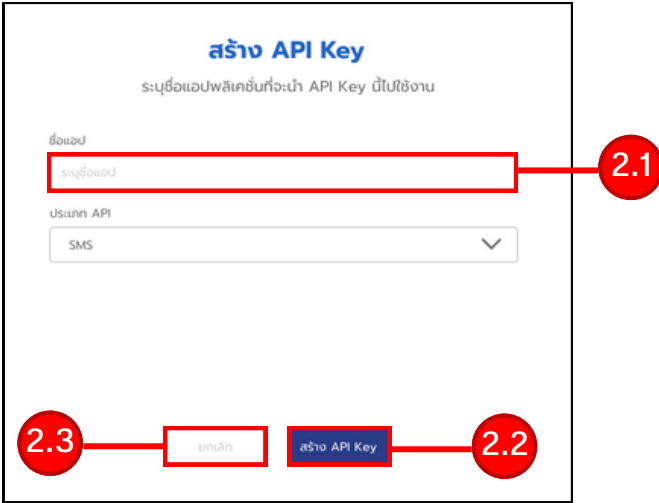 สร้าง API Key
ระบุชื่อแอปพลิเคชั่นที่จะนำ API Key นี้ไปใช้งาน
ชื่อแอป
ระบุชื่อแอป
2.1
ประเภท API
SMS
2.3
ยกเลิก
สร้าง API Key
2.2